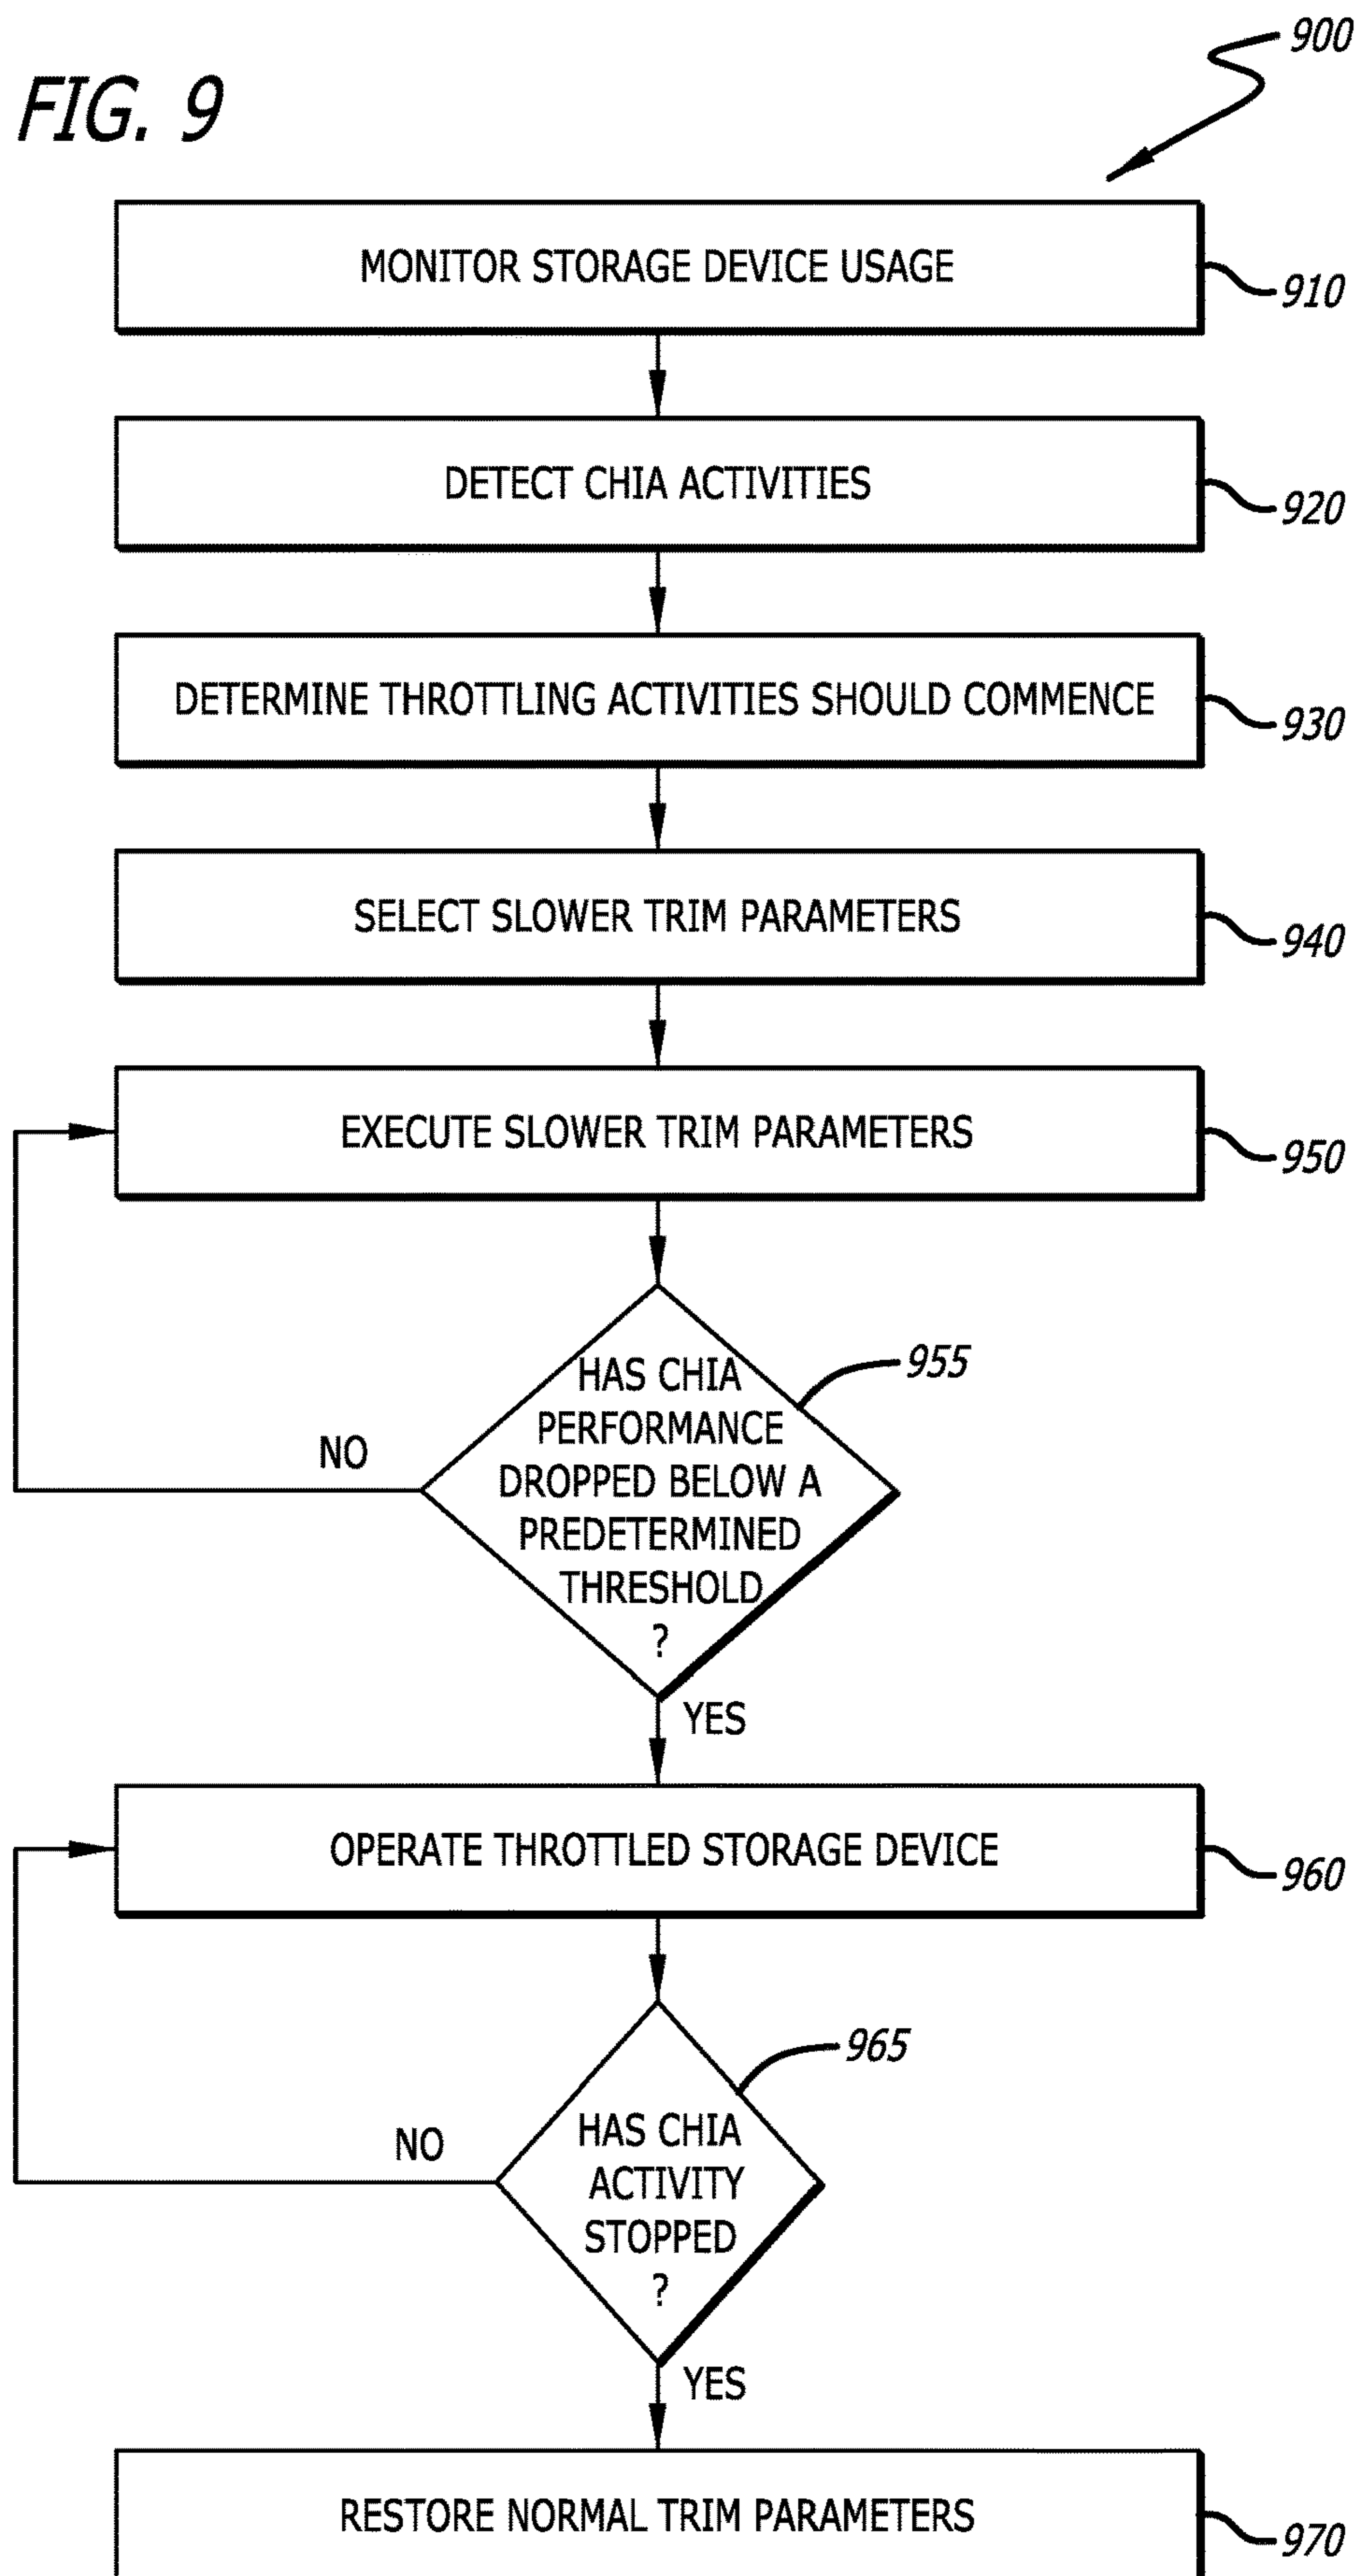 900
FIG. 9
MONITOR STORAGE DEVICE USAGE
910
DETECT CHIA ACTIVITIES
920
DETERMINE THROTTLING ACTIVITIES SHOULD COMMENCE
930
SELECT SLOWER TRIM PARAMETERS
940
EXECUTE SLOWER TRIM PARAMETERS
950
HAS CHIA
PERFORMANCE
DROPPED BELOW A
PREDETERMINED
THRESHOLD
?
955
NO
YES
OPERATE THROTTLED STORAGE DEVICE
960
HAS CHIA
ACTIVITY
STOPPED
?
965
NO
YES
RESTORE NORMAL TRIM PARAMETERS
970